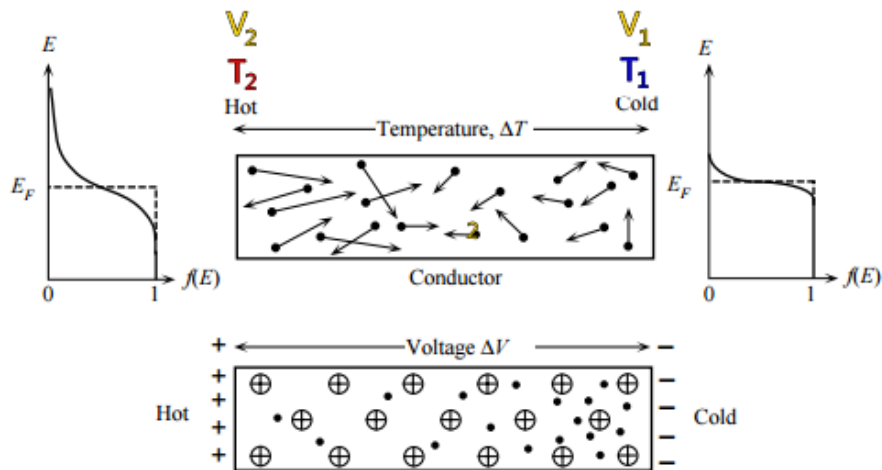 E
V2
V1
E
T2
T1
Hot
Cold
Temperature, ΔT
EF
EF
2
0
1
f(E)
Conductor
0
1
f(E)
+
Voltage ΔV
−
+
+
+
+
+
Hot
Cold
−
−
−
−
−